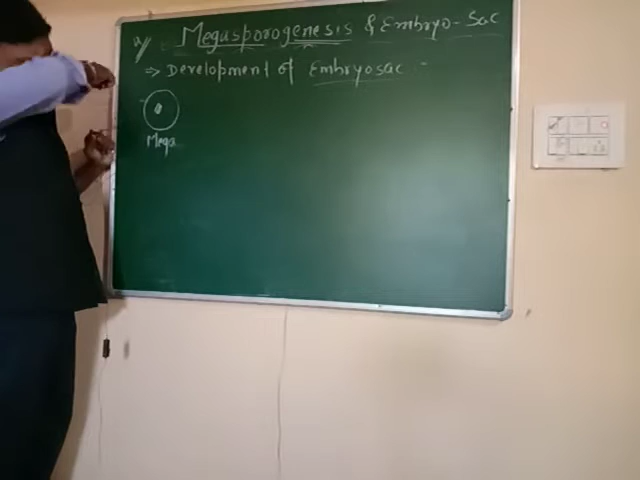 Megasporogenesis & Embryo-Sac
⇒ Development of Embryosac -
Mega